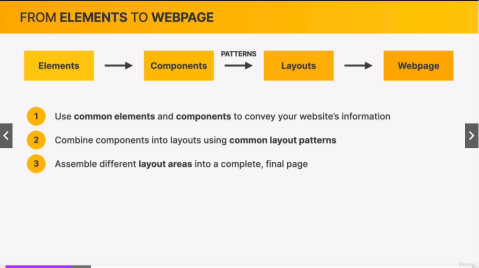 FROM ELEMENTS TO WEBPAGE
PATTERNS
Elements
Components
Layouts
Webpage
1 Use common elements and components to convey your website's information
2 Combine components into layouts using common layout patterns
3 Assemble different layout areas into a complete, final page